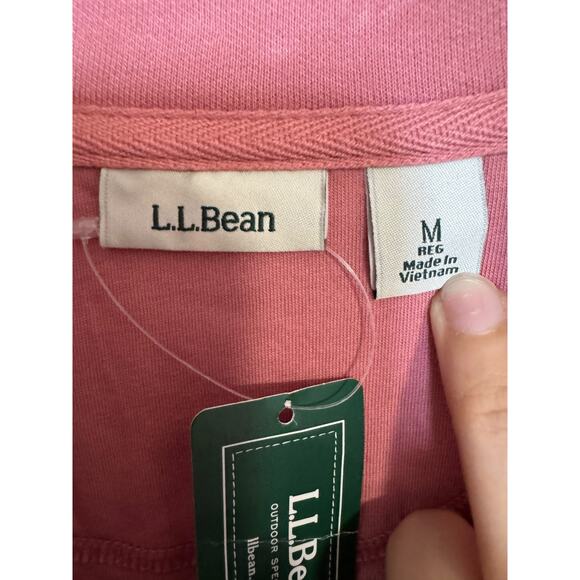 L.L.Bean
M
REG
Made In
Vietnam
L.L.Be
OUTDOOR SPE
llbean.